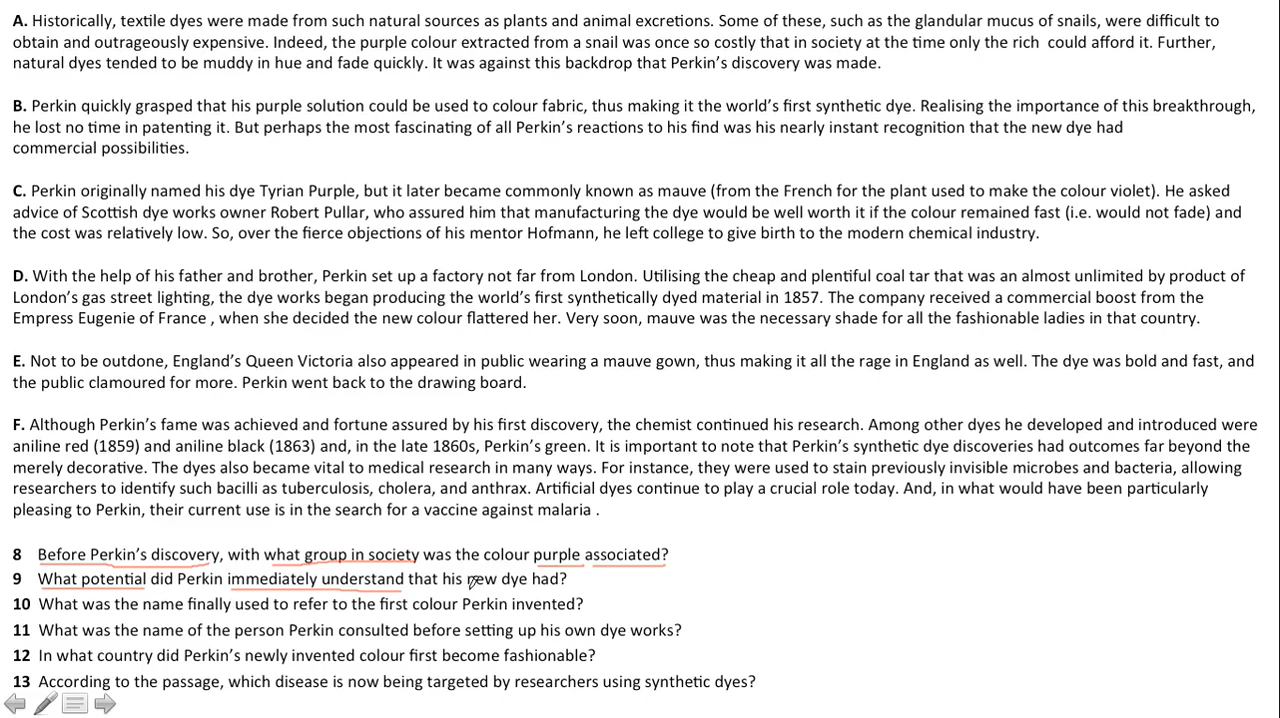 A. Historically, textile dyes were made from such natural sources as plants and animal excretions. Some of these, such as the glandular mucus of snails, were difficult to
obtain and outrageously expensive. Indeed, the purple colour extracted from a snail was once so costly that in society at the time only the rich could afford it. Further,
natural dyes tended to be muddy in hue and fade quickly. It was against this backdrop that Perkin's discovery was made.
B. Perkin quickly grasped that his purple solution could be used to colour fabric, thus making it the world's first synthetic dye. Realising the importance of this breakthrough,
he lost no time in patenting it. But perhaps the most fascinating of all Perkin's reactions to his find was his nearly instant recognition that the new dye had
commercial possibilities.
C. Perkin originally named his dye Tyrian Purple, but it later became commonly known as mauve (from the French for the plant used to make the colour violet). He asked
advice of Scottish dye works owner Robert Pullar, who assured him that manufacturing the dye would be well worth it if the colour remained fast (i.e. would not fade) and
the cost was relatively low. So, over the fierce objections of his mentor Hofmann, he left college to give birth to the modern chemical industry.
D. With the help of his father and brother, Perkin set up a factory not far from London. Utilising the cheap and plentiful coal tar that was an almost unlimited by product of
London's gas street lighting, the dye works began producing the world's first synthetically dyed material in 1857. The company received a commercial boost from the
Empress Eugenie of France , when she decided the new colour flattered her. Very soon, mauve was the necessary shade for all the fashionable ladies in that country.
E. Not to be outdone, England's Queen Victoria also appeared in public wearing a mauve gown, thus making it all the rage in England as well. The dye was bold and fast, and
the public clamoured for more. Perkin went back to the drawing board.
F. Although Perkin's fame was achieved and fortune assured by his first discovery, the chemist continued his research. Among other dyes he developed and introduced were
aniline red (1859) and aniline black (1863) and, in the late 1860s, Perkin's green. It is important to note that Perkin's synthetic dye discoveries had outcomes far beyond the
merely decorative. The dyes also became vital to medical research in many ways. For instance, they were used to stain previously invisible microbes and bacteria, allowing
researchers to identify such bacilli as tuberculosis, cholera, and anthrax. Artificial dyes continue to play a crucial role today. And, in what would have been particularly
pleasing to Perkin, their current use is in the search for a vaccine against malaria .
8 Before Perkin's discovery, with what group in society was the colour purple associated?
9 What potential did Perkin immediately understand that his new dye had?
10 What was the name finally used to refer to the first colour Perkin invented?
11 What was the name of the person Perkin consulted before setting up his own dye works?
12 In what country did Perkin's newly invented colour first become fashionable?
13 According to the passage, which disease is now being targeted by researchers using synthetic dyes?